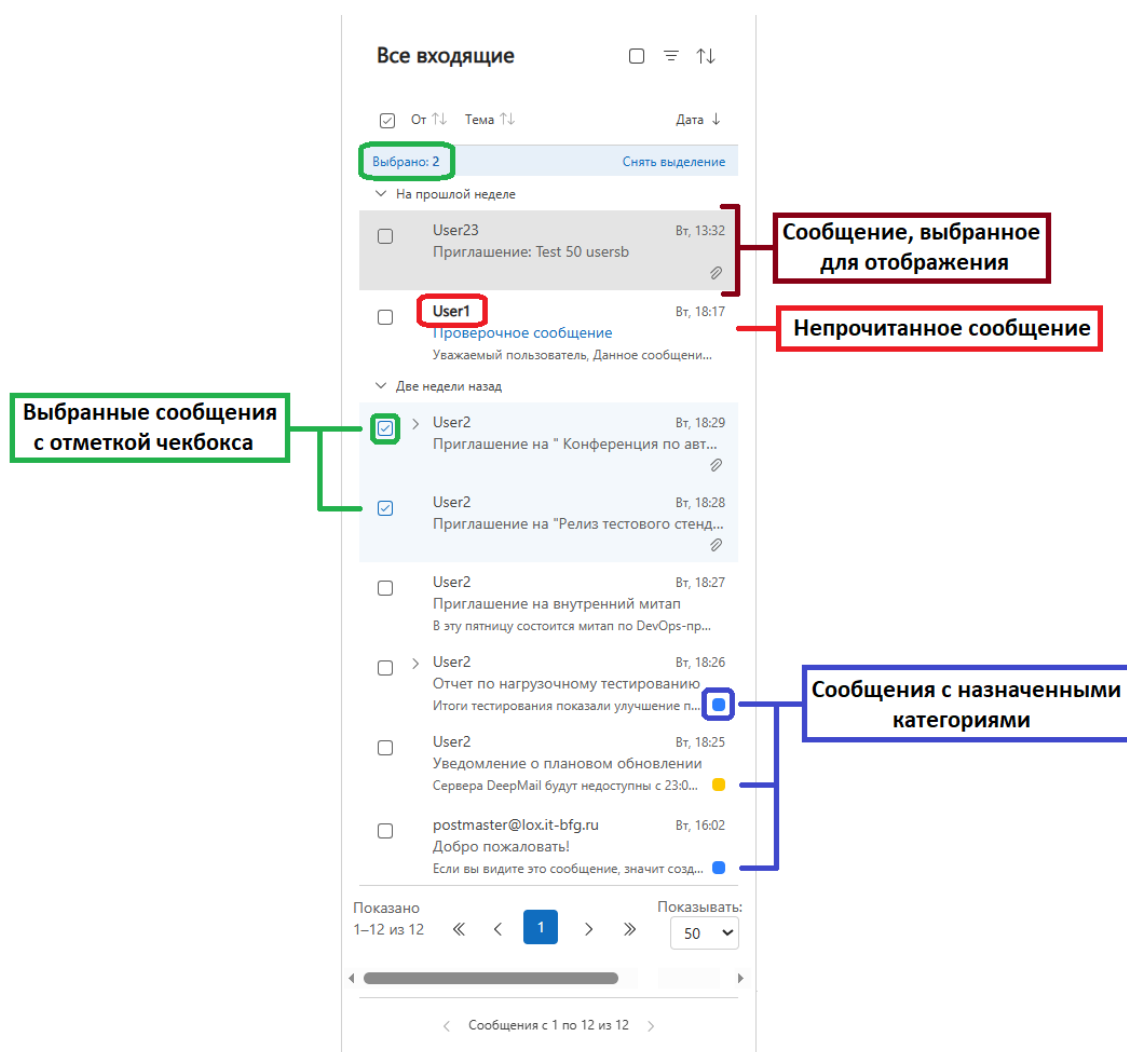 Все входящие
От Тема Дата
Выбрано: 2 Снять выделение
На прошлой неделе
User23 Вт, 13:32
Приглашение: Test 50 usersb
Сообщение, выбранное
для отображения
User1 Вт, 18:17
Проверочное сообщение
Уважаемый пользователь, Данное сообщени...
Непрочитанное сообщение
Две недели назад
Выбранные сообщения
с отметкой чекбокса
User2 Вт, 18:29
Приглашение на " Конференция по авт...
User2 Вт, 18:28
Приглашение на "Релиз тестового стенд...
User2 Вт, 18:27
Приглашение на внутренний митап
В эту пятницу состоится митап по DevOps-пр...
User2 Вт, 18:26
Отчет по нагрузочному тестированию
Итоги тестирования показали улучшение п...
Сообщения с назначенными
категориями
User2 Вт, 18:25
Уведомление о плановом обновлении
Сервера DeepMail будут недоступны с 23:0...
postmaster@lox.it-bfg.ru Вт, 16:02
Добро пожаловать!
Если вы видите это сообщение, значит созд...
Показано Показывать:
1–12 из 12 1 50
Сообщения с 1 по 12 из 12